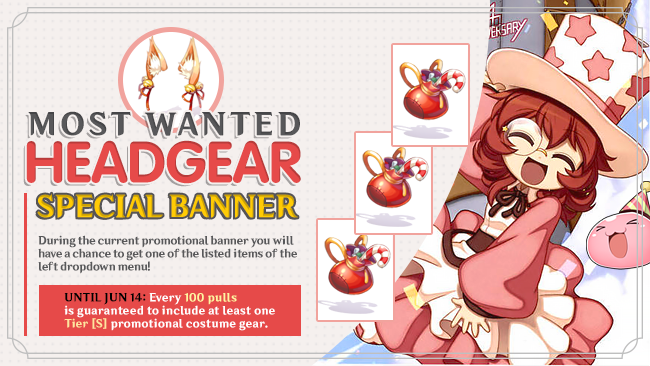 VERSARY
MOST WANTED
HEADGEAR
SPECIAL BANNER
During the current promotional banner you will
have a chance to get one of the listed items of the
left dropdown menu!
UNTIL JUN 14: Every 100 pulls
is guaranteed to include at least one
Tier [S] promotional costume gear.